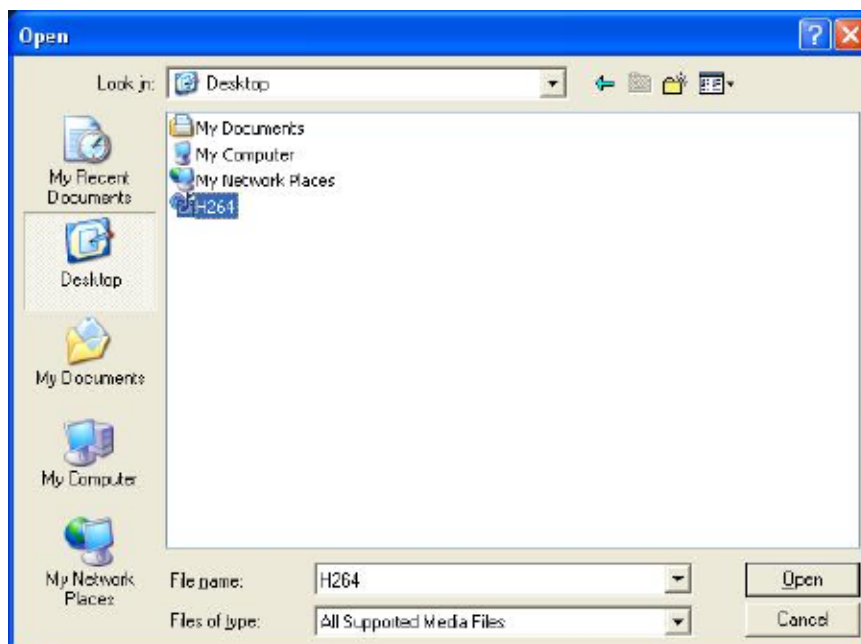 Open
Look in:
Desktop
My Documents
My Computer
My Network Places
H264
My Recent
Documents
Desktop
My Documents
My Computer
My Network
Places
File name:
H264
Open
Files of type:
All Supported Media Files
Cancel